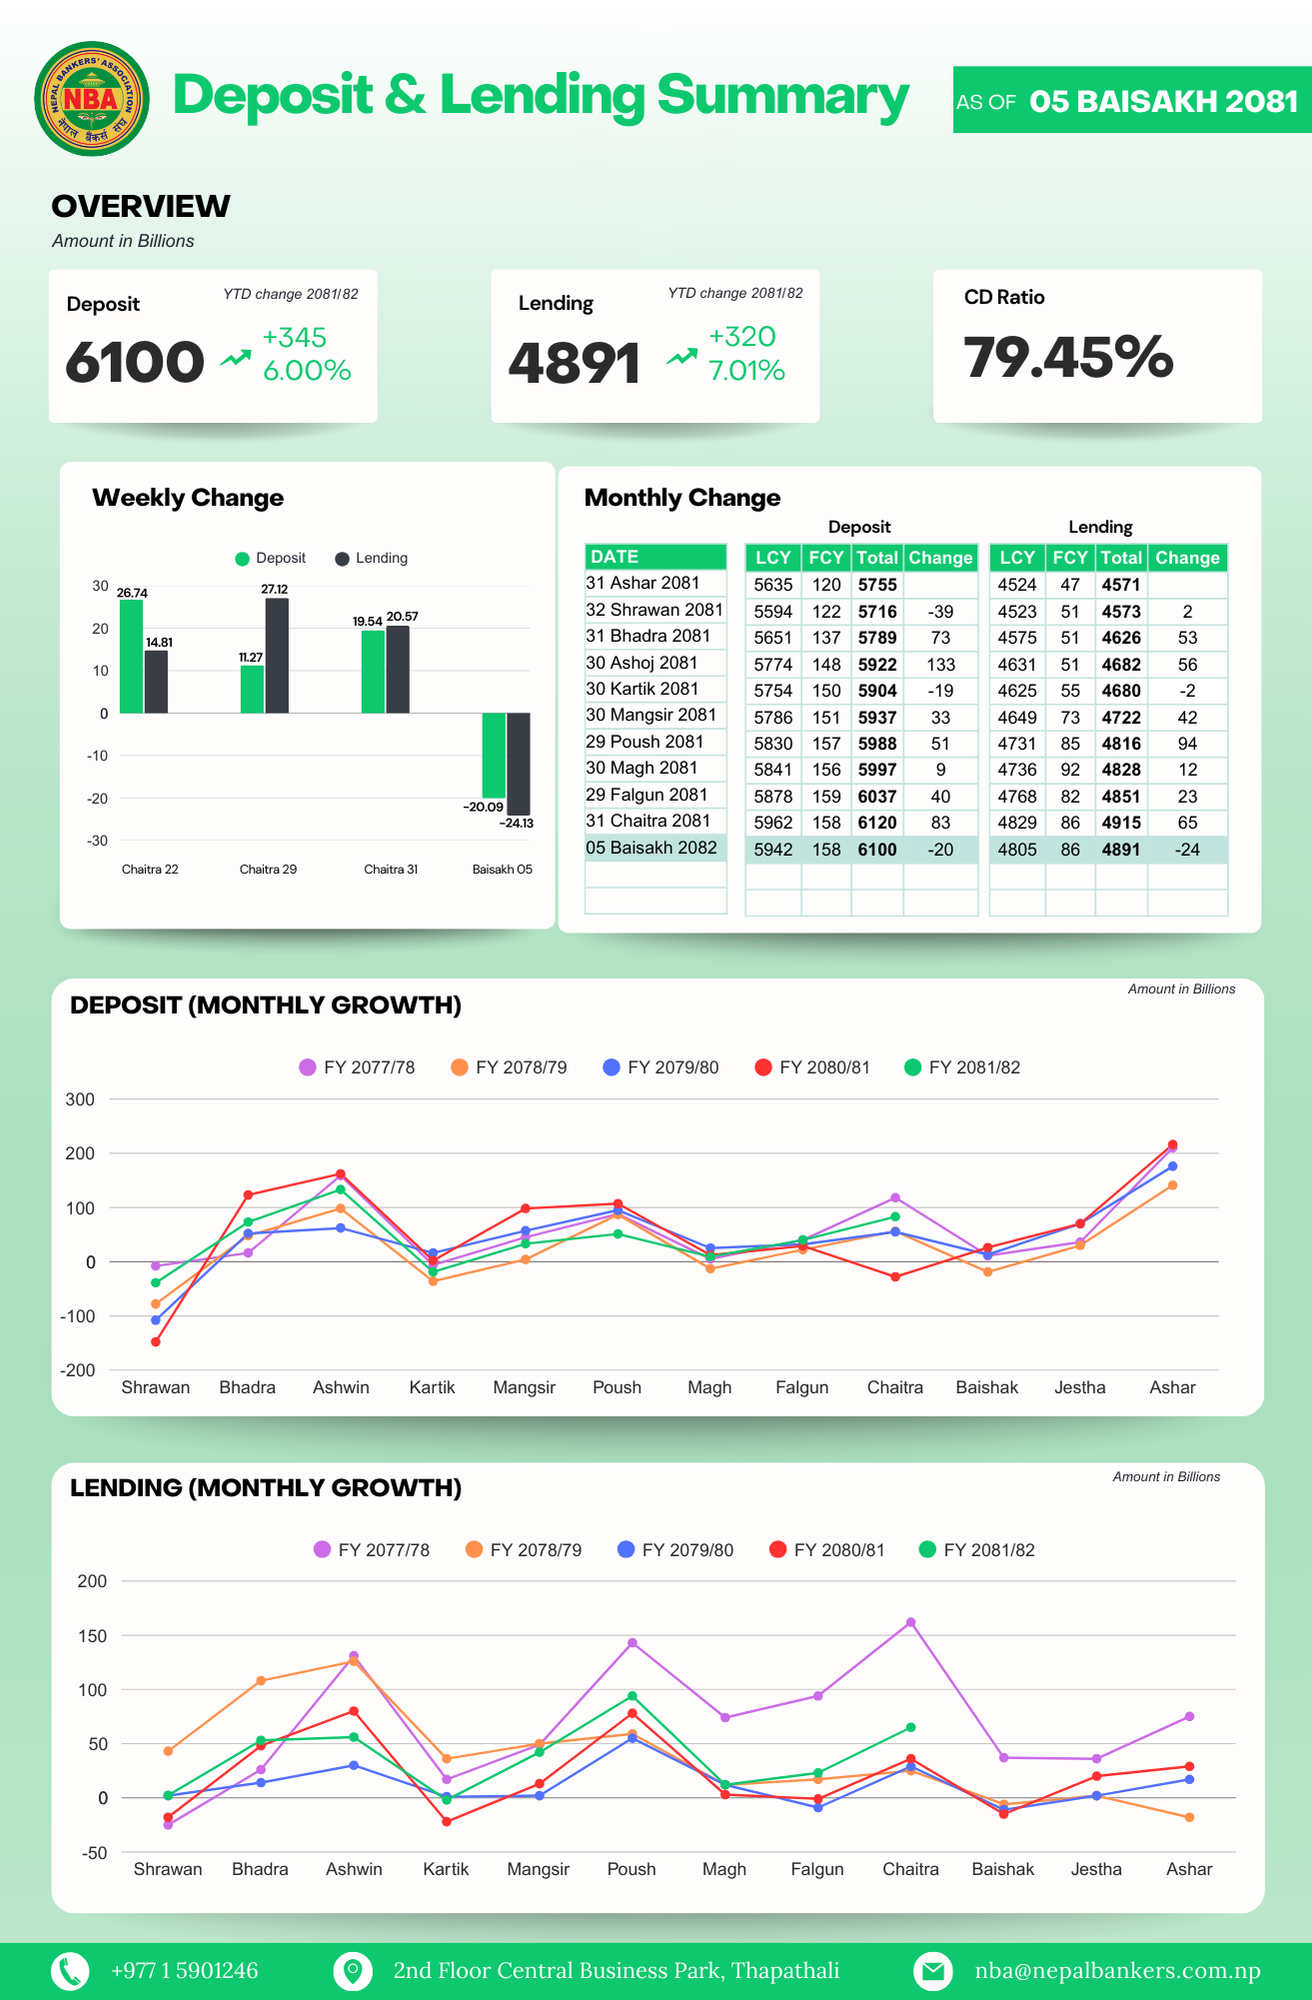 NEPAL BANKERS' ASSOCIATION
NBA
नेपाल बैंकर्स संघ
Deposit & Lending Summary
AS OF 05 BAISAKH 2081
OVERVIEW
Amount in Billions
Deposit
YTD change 2081/82
6100
+345
6.00%
Lending
YTD change 2081/82
4891
+320
7.01%
CD Ratio
79.45%
Weekly Change
Deposit Lending
30
20
10
0
-10
-20
-30
26.74
14.81
11.27
27.12
19.54
20.57
-20.09
-24.13
Chaitra 22 Chaitra 29 Chaitra 31 Baisakh 05
Monthly Change
Deposit Lending
DATE LCY FCY Total Change LCY FCY Total Change
31 Ashar 2081 5635 120 5755 4524 47 4571
32 Shrawan 2081 5594 122 5716 -39 4523 51 4573 2
31 Bhadra 2081 5651 137 5789 73 4575 51 4626 53
30 Ashoj 2081 5774 148 5922 133 4631 51 4682 56
30 Kartik 2081 5754 150 5904 -19 4625 55 4680 -2
30 Mangsir 2081 5786 151 5937 33 4649 73 4722 42
29 Poush 2081 5830 157 5988 51 4731 85 4816 94
30 Magh 2081 5841 156 5997 9 4736 92 4828 12
29 Falgun 2081 5878 159 6037 40 4768 82 4851 23
31 Chaitra 2081 5962 158 6120 83 4829 86 4915 65
05 Baisakh 2082 5942 158 6100 -20 4805 86 4891 -24
DEPOSIT (MONTHLY GROWTH)
Amount in Billions
FY 2077/78 FY 2078/79 FY 2079/80 FY 2080/81 FY 2081/82
300
200
100
0
-100
-200
Shrawan Bhadra Ashwin Kartik Mangsir Poush Magh Falgun Chaitra Baishak Jestha Ashar
LENDING (MONTHLY GROWTH)
Amount in Billions
FY 2077/78 FY 2078/79 FY 2079/80 FY 2080/81 FY 2081/82
200
150
100
50
0
-50
Shrawan Bhadra Ashwin Kartik Mangsir Poush Magh Falgun Chaitra Baishak Jestha Ashar
+977 1 5901246 2nd Floor Central Business Park, Thapathali nba@nepalbankers.com.np